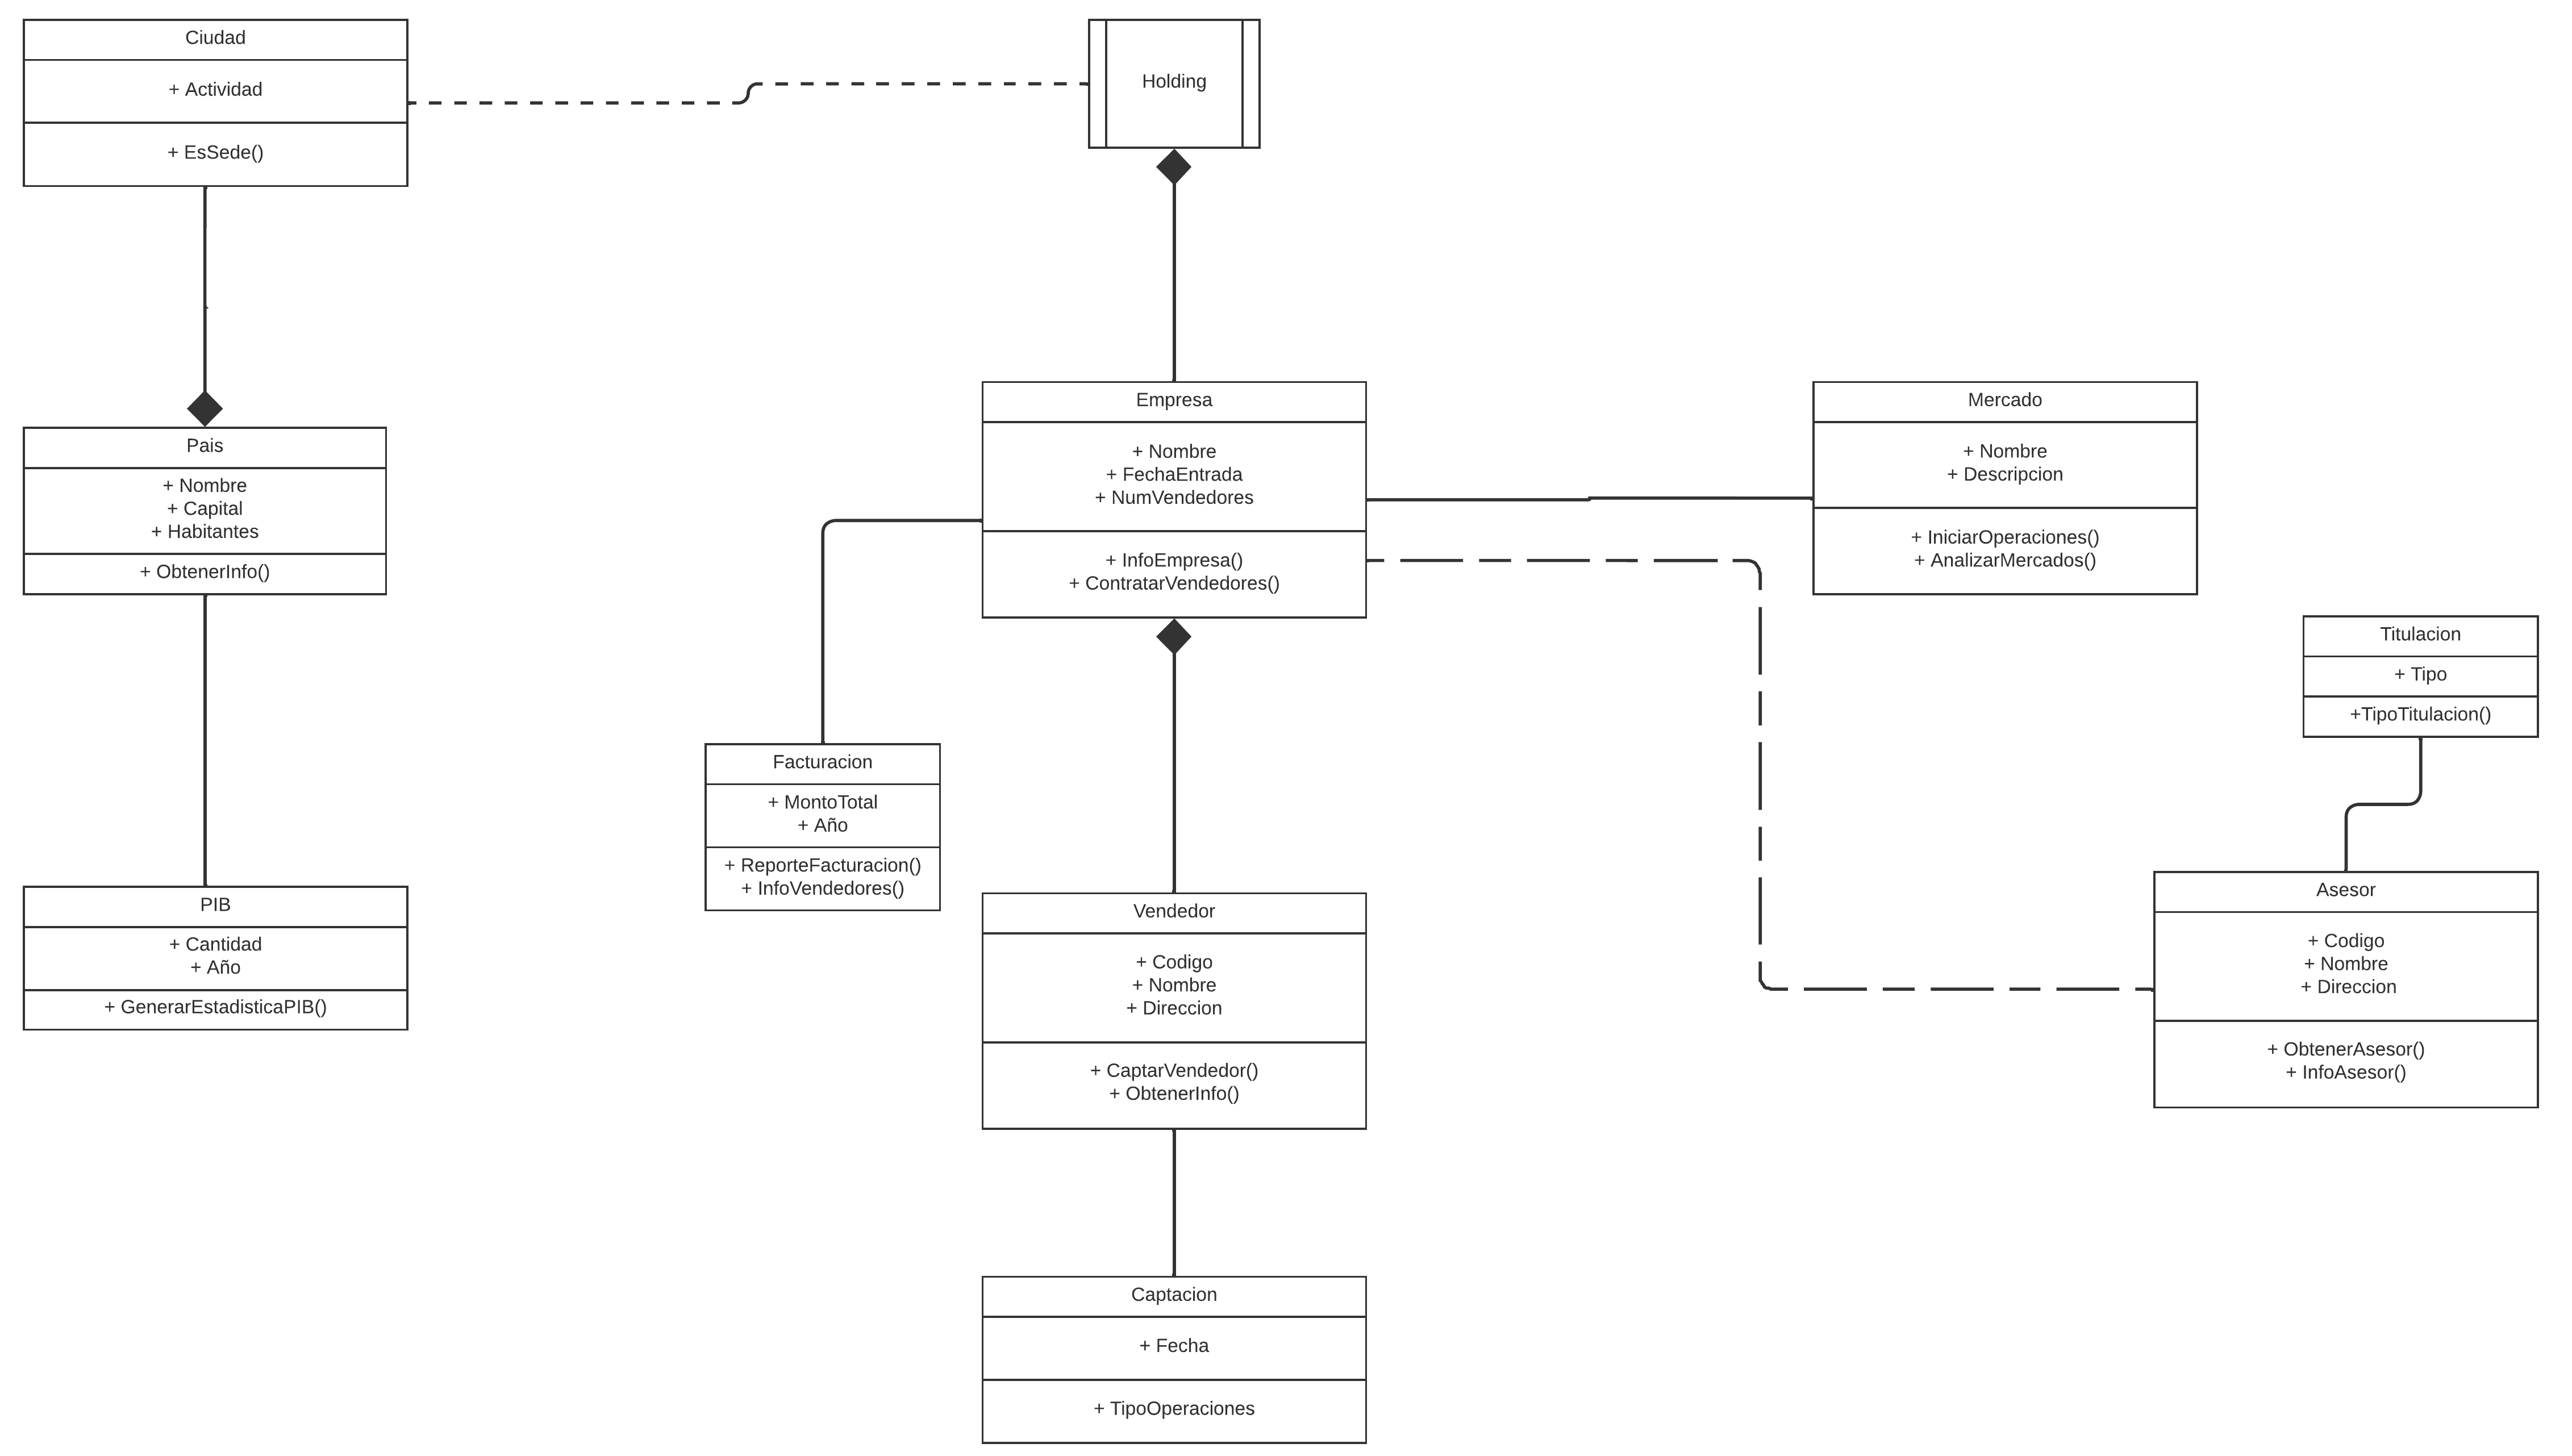 Ciudad
+ Actividad
+ EsSede()
Holding
Pais
+ Nombre
+ Capital
+ Habitantes
+ ObtenerInfo()
Empresa
+ Nombre
+ FechaEntrada
+ NumVendedores
+ InfoEmpresa()
+ ContratarVendedores()
Mercado
+ Nombre
+ Descripcion
+ IniciarOperaciones()
+ AnalizarMercados()
Titulacion
+ Tipo
+TipoTitulacion()
Facturacion
+ MontoTotal
+ Año
+ ReporteFacturacion()
+ InfoVendedores()
PIB
+ Cantidad
+ Año
+ GenerarEstadisticaPIB()
Vendedor
+ Codigo
+ Nombre
+ Direccion
+ CaptarVendedor()
+ ObtenerInfo()
Asesor
+ Codigo
+ Nombre
+ Direccion
+ ObtenerAsesor()
+ InfoAsesor()
Captacion
+ Fecha
+ TipoOperaciones